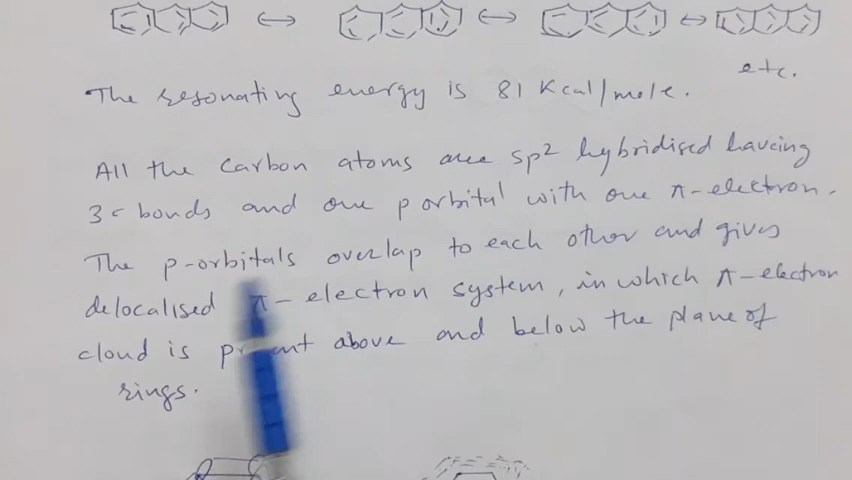 etc.
The resonating energy is 81 Kcal/mole.
All the carbon atoms are sp² hybridised having
3σ bonds and one p orbital with one π-electron.
The p-orbitals overlap to each other and gives
delocalised π-electron system, in which π-electron
cloud is present above and below the plane of
rings.